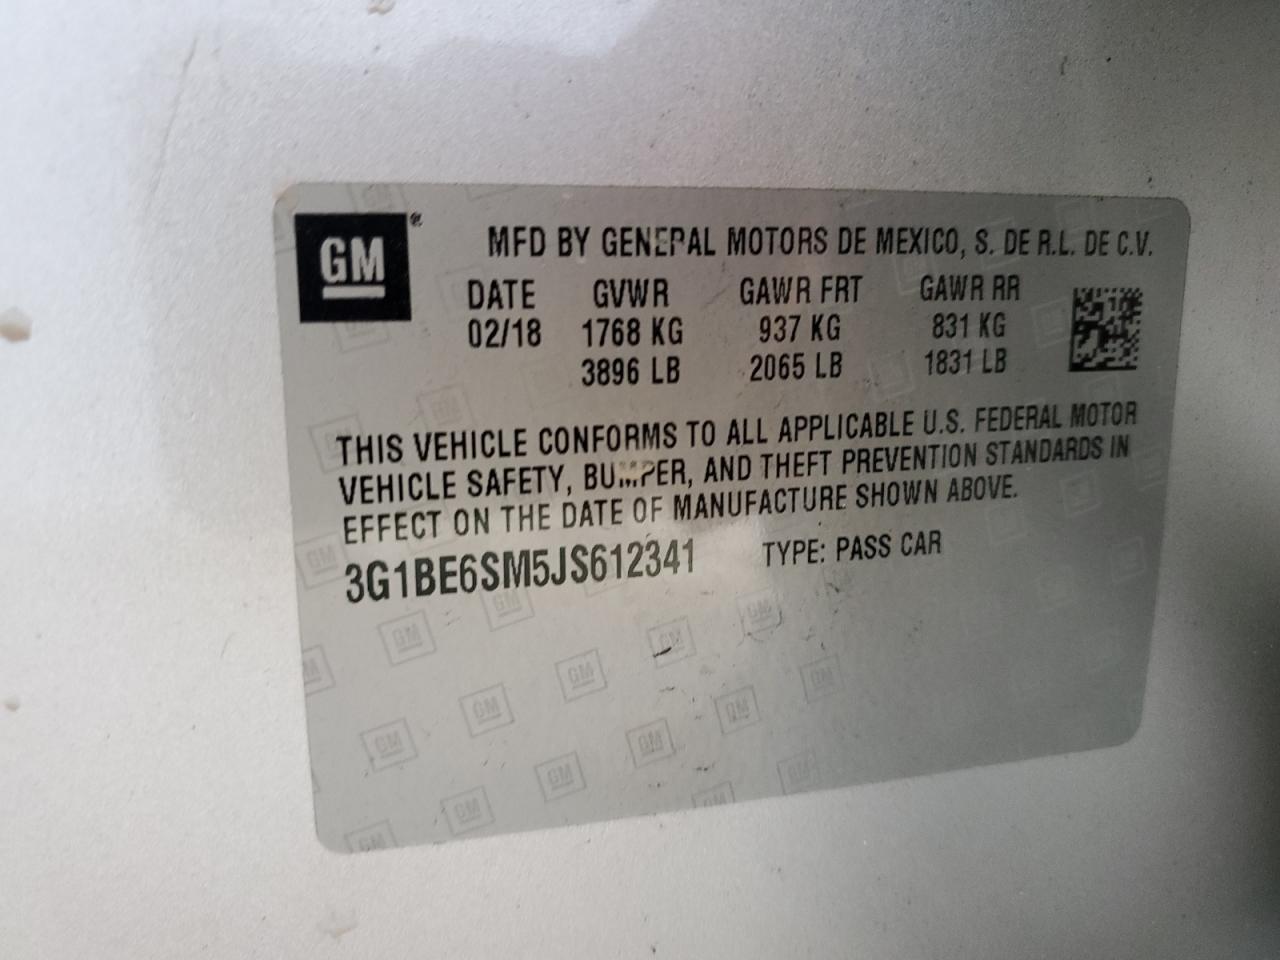 GM®
MFD BY GENERAL MOTORS DE MEXICO, S. DE R.L. DE C.V.
DATE GVWR GAWR FRT GAWR RR
02/18 1768 KG 937 KG 831 KG
3896 LB 2065 LB 1831 LB
THIS VEHICLE CONFORMS TO ALL APPLICABLE U.S. FEDERAL MOTOR
VEHICLE SAFETY, BUMPER, AND THEFT PREVENTION STANDARDS IN
EFFECT ON THE DATE OF MANUFACTURE SHOWN ABOVE.
3G1BE6SM5JS612341 TYPE: PASS CAR